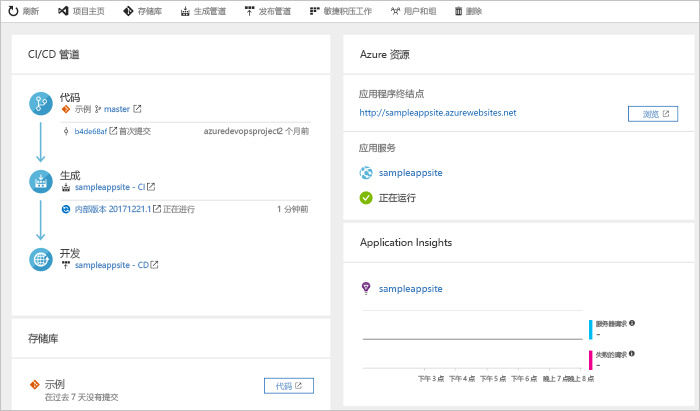 刷新 项目主页 存储库 生成管道 发布管道 敏捷积压工作 用户和组 删除
CI/CD 管道
代码
示例 master
b4de68af 首次提交 azuredevopsproject2 个月前
生成
sampleappsite - CI
内部版本 20171221.1 正在进行 1 分钟前
开发
sampleappsite - CD
存储库
示例
在过去 7 天没有提交
代码
Azure 资源
应用程序终结点
http://sampleappsite.azurewebsites.net
浏览
应用服务
sampleappsite
正在运行
Application Insights
sampleappsite
服务器请求
--
失败的请求
--
下午 3 点 下午 4 点 下午 5 点 下午 6 点 晚上 7 点 晚上 8 点